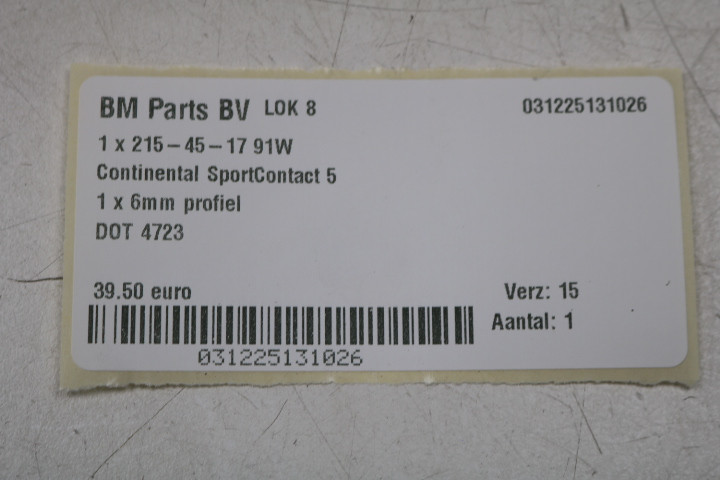 BM Parts BV LOK 8 031225131026
1 x 215-45-17 91W
Continental SportContact 5
1 x 6mm profiel
DOT 4723
39.50 euro Verz: 15
Aantal: 1
031225131026